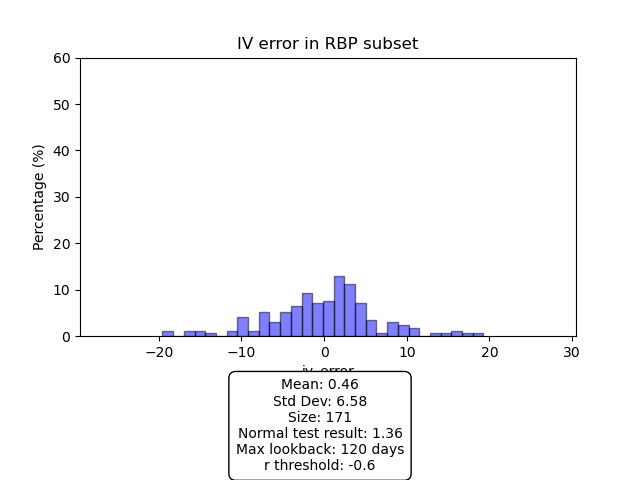 IV error in RBP subset
60
50
40
30
20
10
0
Percentage (%)
−20
−10
0
10
20
30
iv_error
Mean: 0.46
Std Dev: 6.58
Size: 171
Normal test result: 1.36
Max lookback: 120 days
r threshold: -0.6